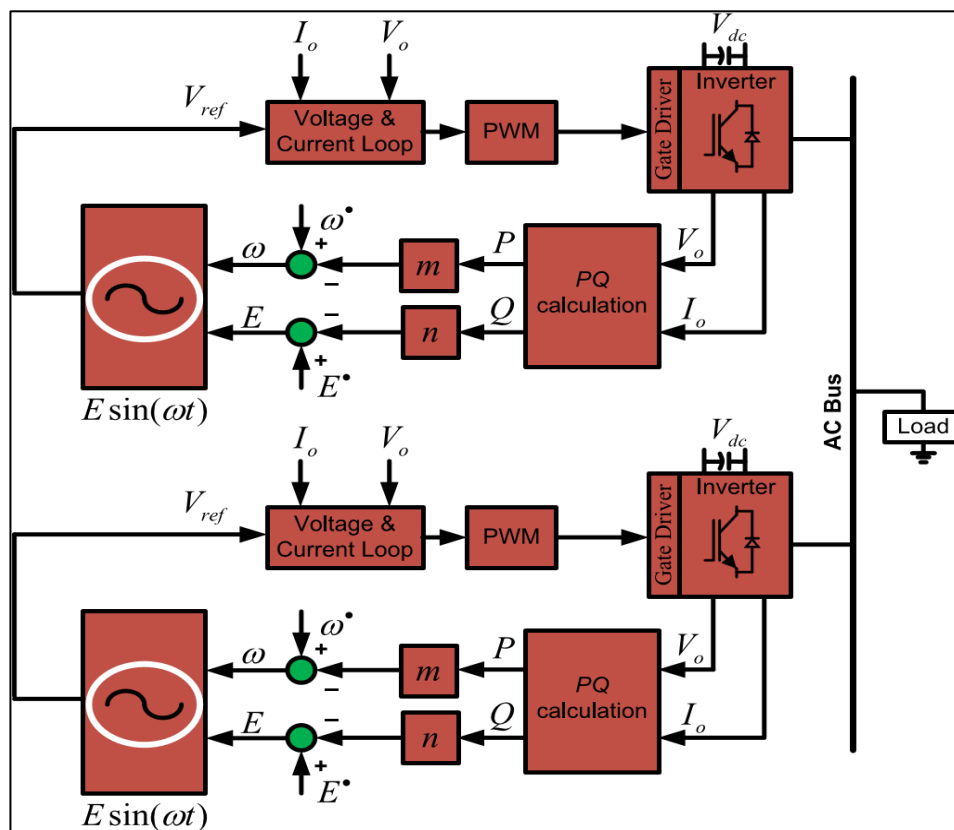 I_o V_o
V_dc
V_ref
Voltage &
Current Loop
PWM
Gate Driver
Inverter
ω•
ω + −
m
P
PQ
calculation
V_o
E − +
n
Q
I_o
E•
E sin(ωt)
AC Bus
Load
I_o V_o
V_dc
V_ref
Voltage &
Current Loop
PWM
Gate Driver
Inverter
ω•
ω + −
m
P
PQ
calculation
V_o
E − +
n
Q
I_o
E•
E sin(ωt)